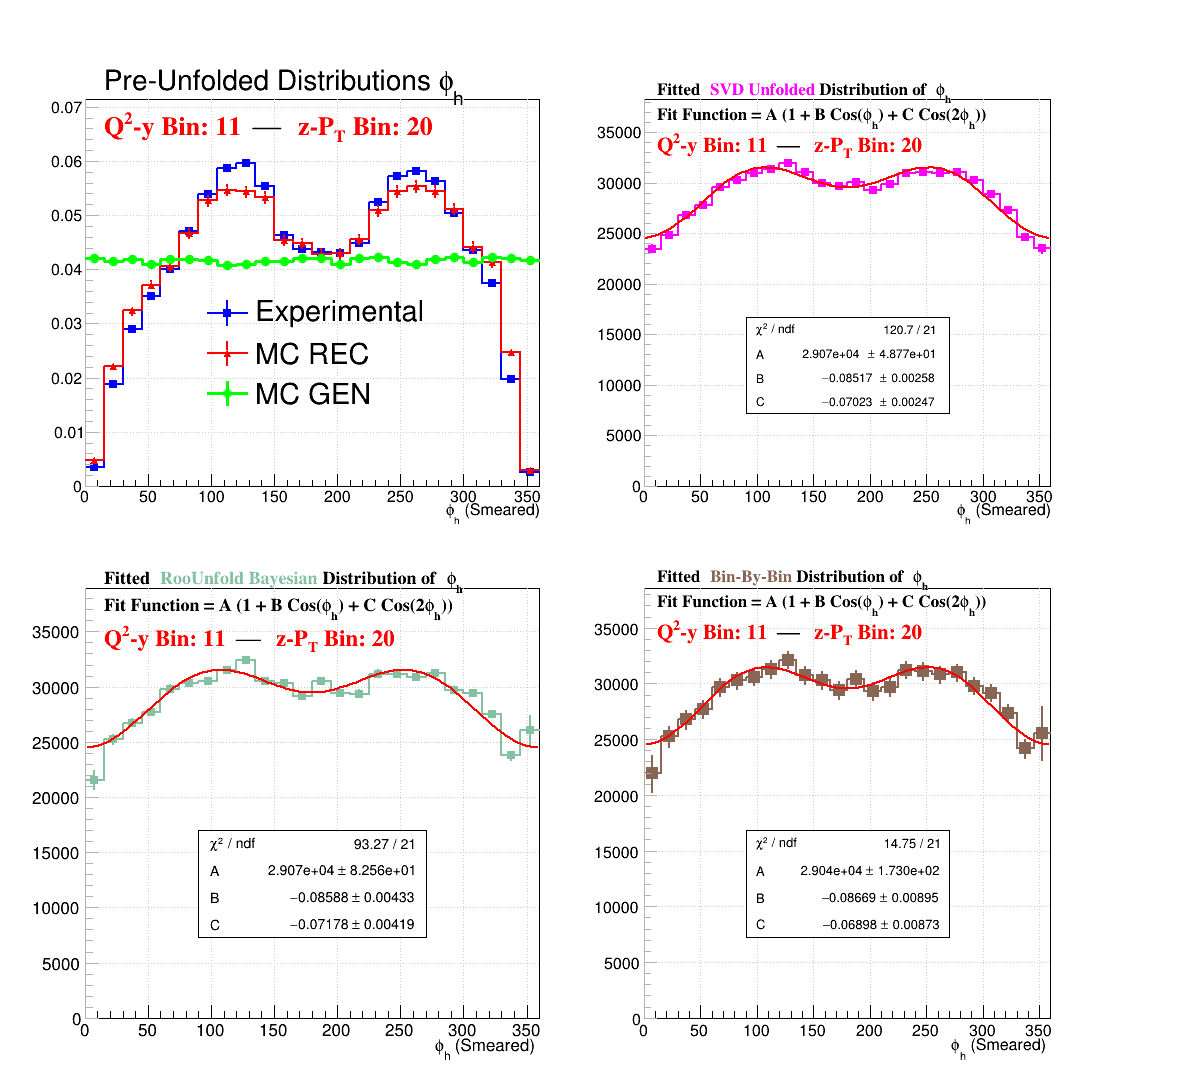 Pre-Unfolded Distributions ϕh
Q²-y Bin: 11 — z-PT Bin: 20
0.07
0.06
0.05
0.04
0.03
0.02
0.01
0
Experimental
MC REC
MC GEN
0 50 100 150 200 250 300 350
ϕh (Smeared)
Fitted SVD Unfolded Distribution of ϕh
Fit Function = A (1 + B Cos(ϕh) + C Cos(2ϕh))
Q²-y Bin: 11 — z-PT Bin: 20
35000
30000
25000
20000
15000
10000
5000
0
χ² / ndf 120.7 / 21
A 2.907e+04 ± 4.877e+01
B −0.08517 ± 0.00258
C −0.07023 ± 0.00247
0 50 100 150 200 250 300 350
ϕh (Smeared)
Fitted RooUnfold Bayesian Distribution of ϕh
Fit Function = A (1 + B Cos(ϕh) + C Cos(2ϕh))
Q²-y Bin: 11 — z-PT Bin: 20
35000
30000
25000
20000
15000
10000
5000
0
χ² / ndf 93.27 / 21
A 2.907e+04 ± 8.256e+01
B −0.08588 ± 0.00433
C −0.07178 ± 0.00419
0 50 100 150 200 250 300 350
ϕh (Smeared)
Fitted Bin-By-Bin Distribution of ϕh
Fit Function = A (1 + B Cos(ϕh) + C Cos(2ϕh))
Q²-y Bin: 11 — z-PT Bin: 20
35000
30000
25000
20000
15000
10000
5000
0
χ² / ndf 14.75 / 21
A 2.904e+04 ± 1.730e+02
B −0.08669 ± 0.00895
C −0.06898 ± 0.00873
0 50 100 150 200 250 300 350
ϕh (Smeared)